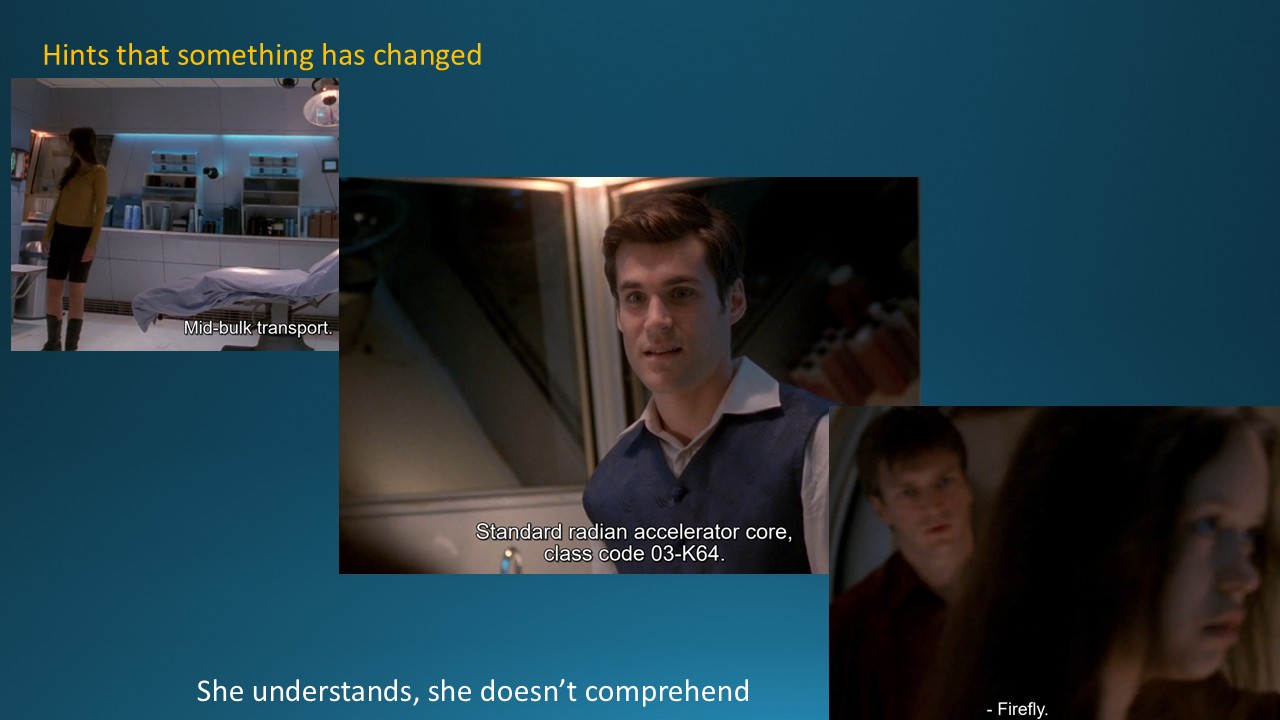 Hints that something has changed
Mid-bulk transport.
Standard radian accelerator core,
class code 03-K64.
She understands, she doesn’t comprehend
- Firefly.